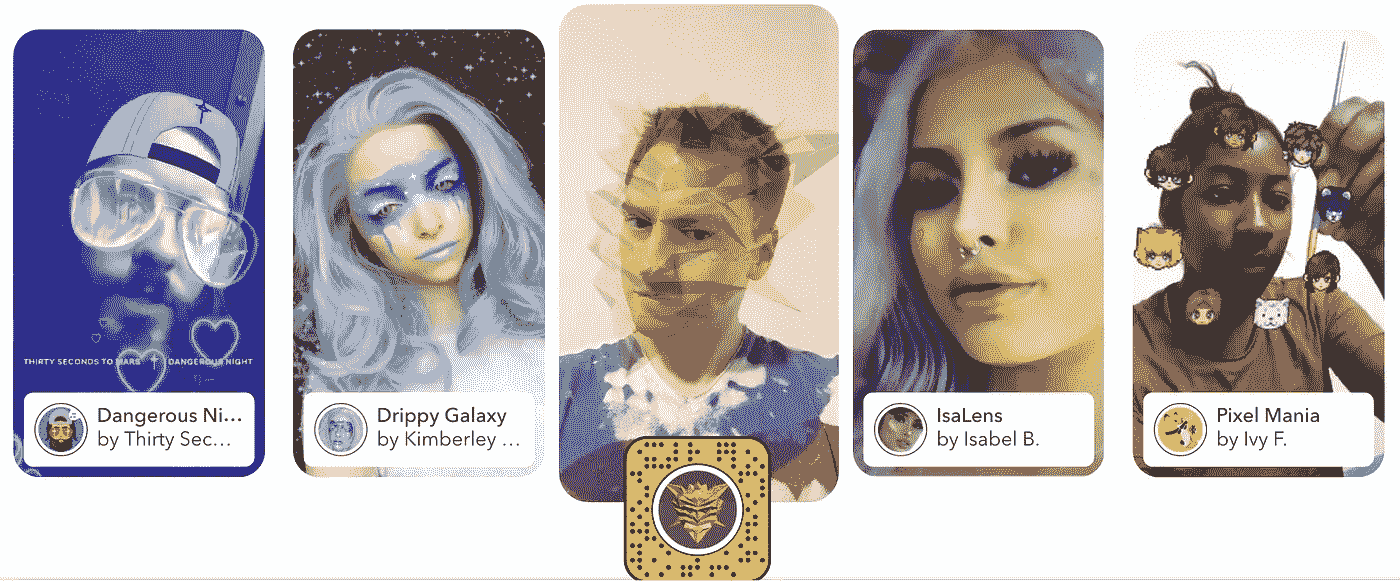 THIRTY SECONDS TO MARS DANGEROUS NIGHT
Dangerous Ni...
by Thirty Sec...
Drippy Galaxy
by Kimberley ...
IsaLens
by Isabel B.
Pixel Mania
by Ivy F.